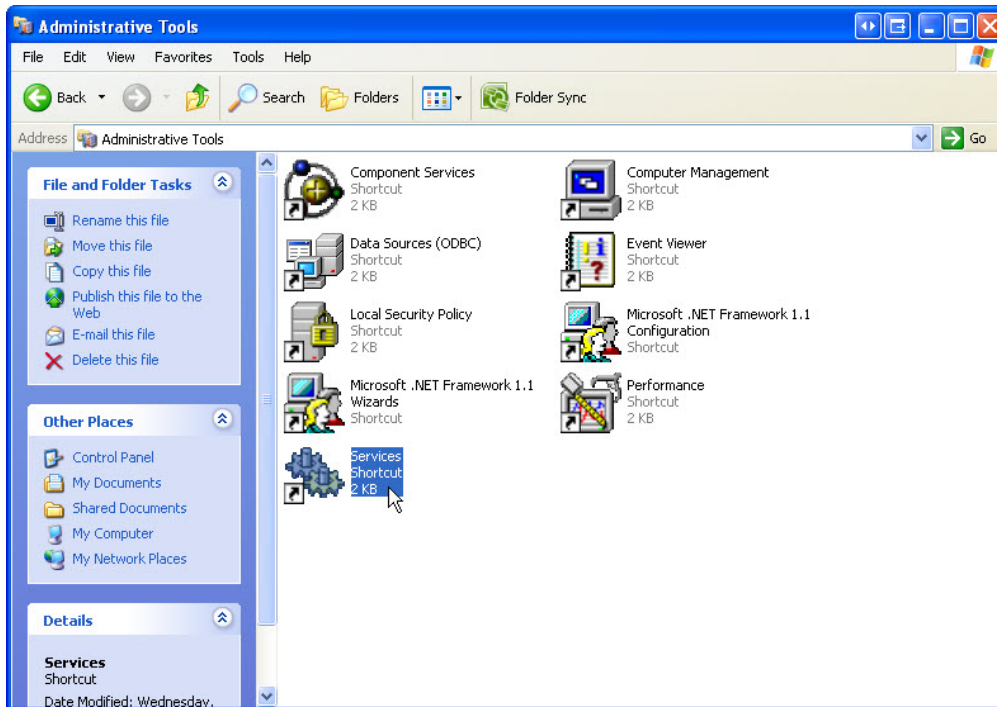 Administrative Tools
File Edit View Favorites Tools Help
Back Search Folders Folder Sync
Address Administrative Tools Go
File and Folder Tasks
Rename this file
Move this file
Copy this file
Publish this file to the
Web
E-mail this file
Delete this file
Other Places
Control Panel
My Documents
Shared Documents
My Computer
My Network Places
Details
Services
Shortcut
Date Modified: Wednesday,
Component Services
Shortcut
2 KB
Computer Management
Shortcut
2 KB
Data Sources (ODBC)
Shortcut
2 KB
Event Viewer
Shortcut
2 KB
Local Security Policy
Shortcut
2 KB
Microsoft .NET Framework 1.1
Configuration
Shortcut
Microsoft .NET Framework 1.1
Wizards
Shortcut
Performance
Shortcut
2 KB
Services
Shortcut
2 KB